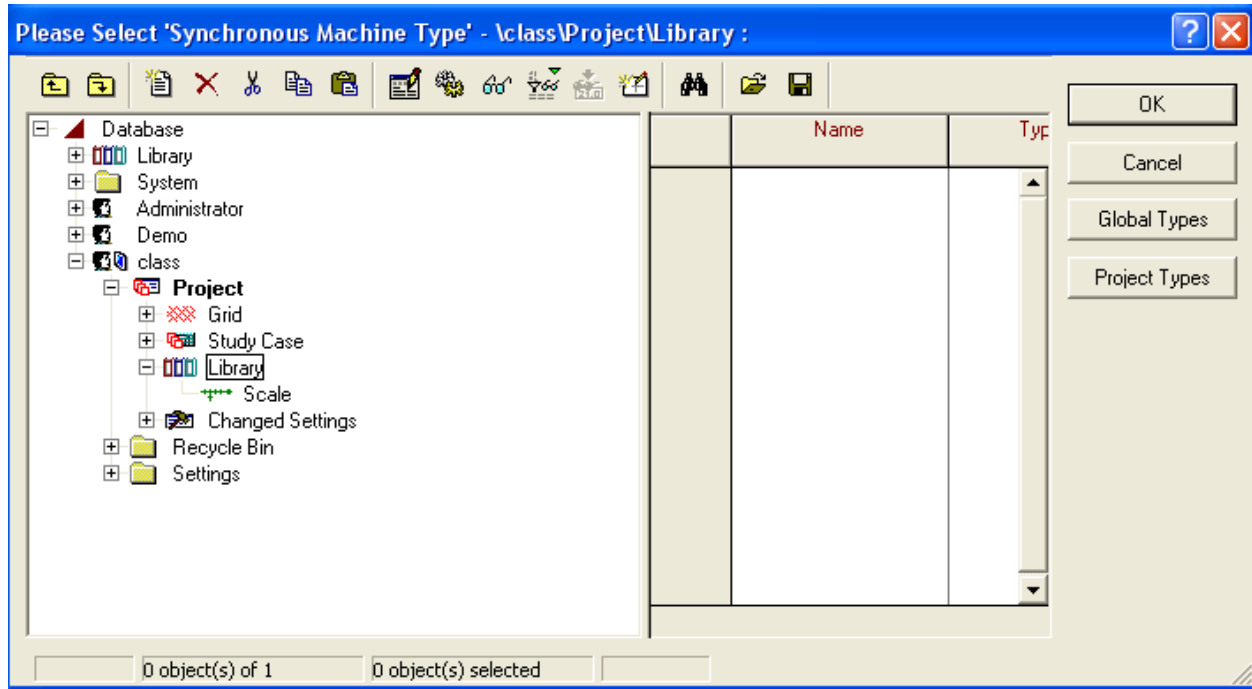 Please Select 'Synchronous Machine Type' - \class\Project\Library :
Name
Typ
Database
Library
System
Administrator
Demo
class
Project
Grid
Study Case
Library
Scale
Changed Settings
Recycle Bin
Settings
OK
Cancel
Global Types
Project Types
0 object(s) of 1
0 object(s) selected